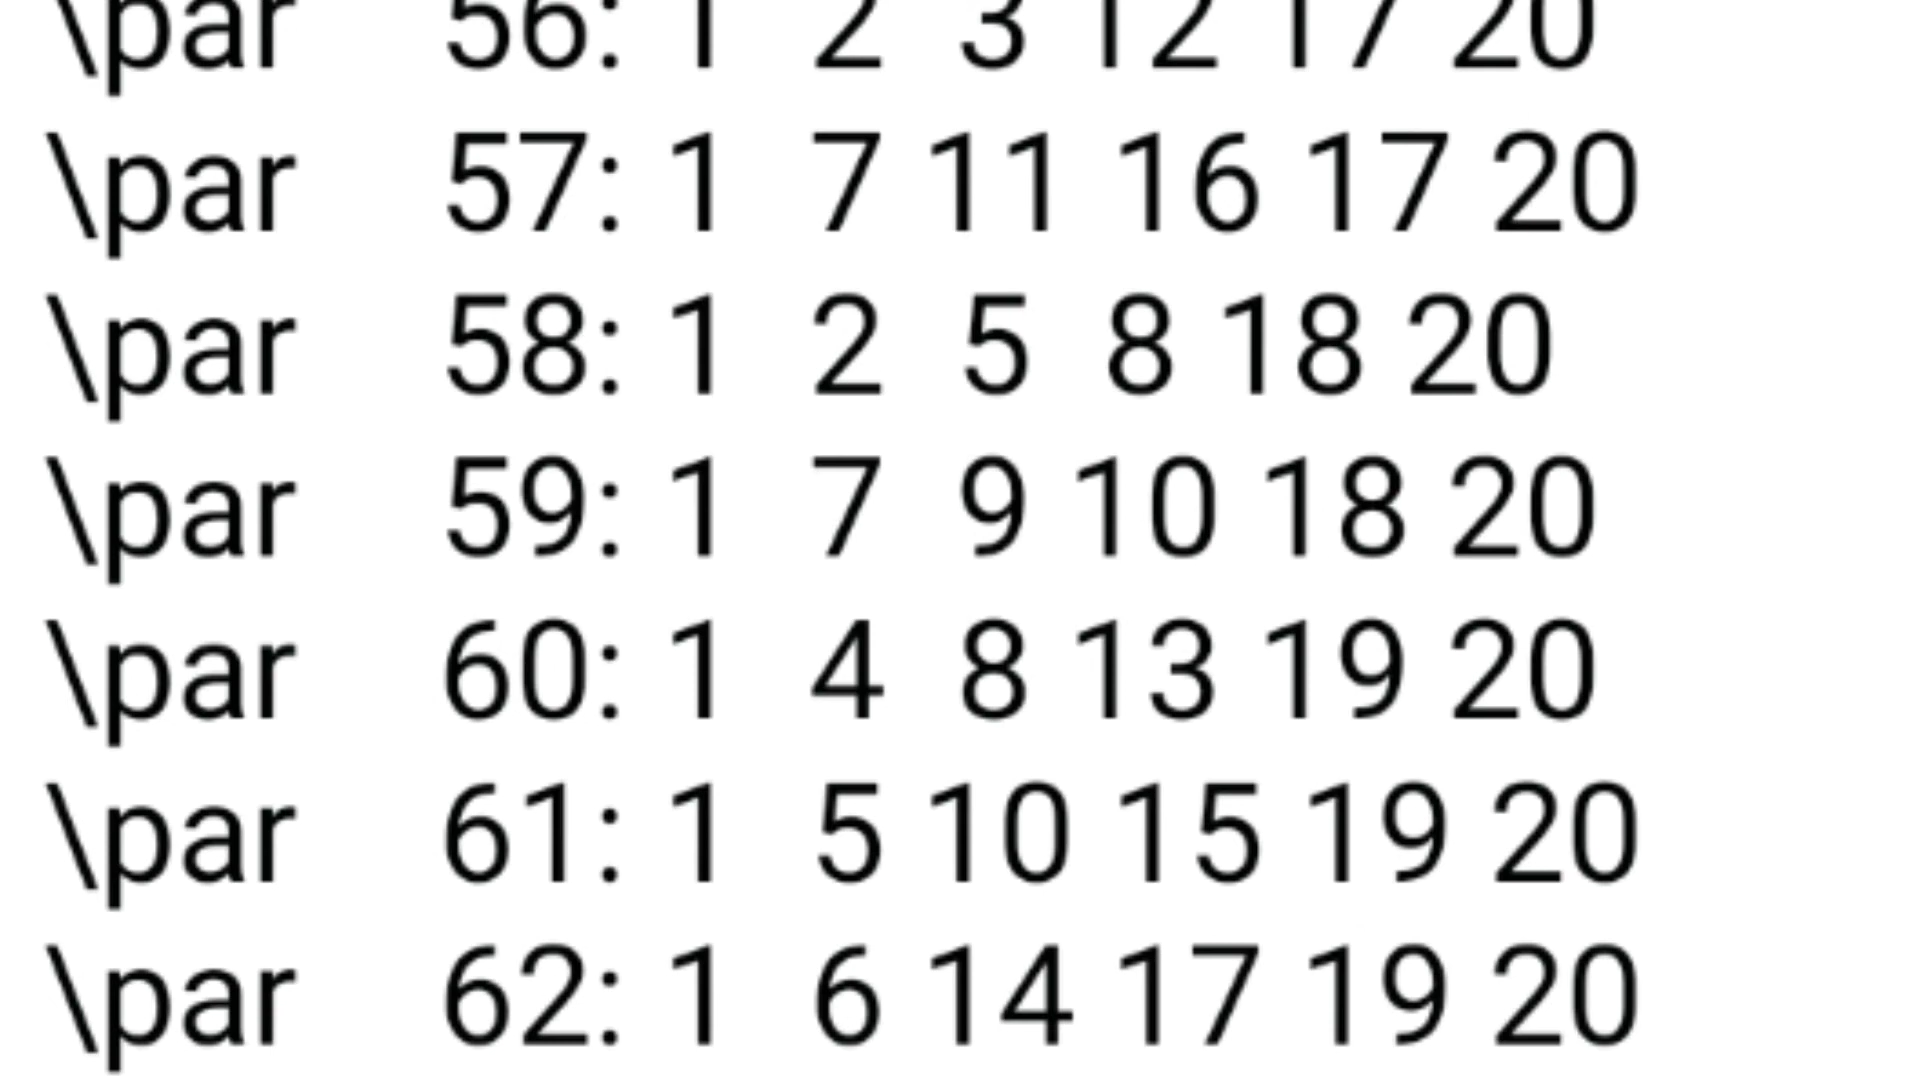 \par 56: 1 2 3 12 17 20
\par 57: 1 7 11 16 17 20
\par 58: 1 2 5 8 18 20
\par 59: 1 7 9 10 18 20
\par 60: 1 4 8 13 19 20
\par 61: 1 5 10 15 19 20
\par 62: 1 6 14 17 19 20